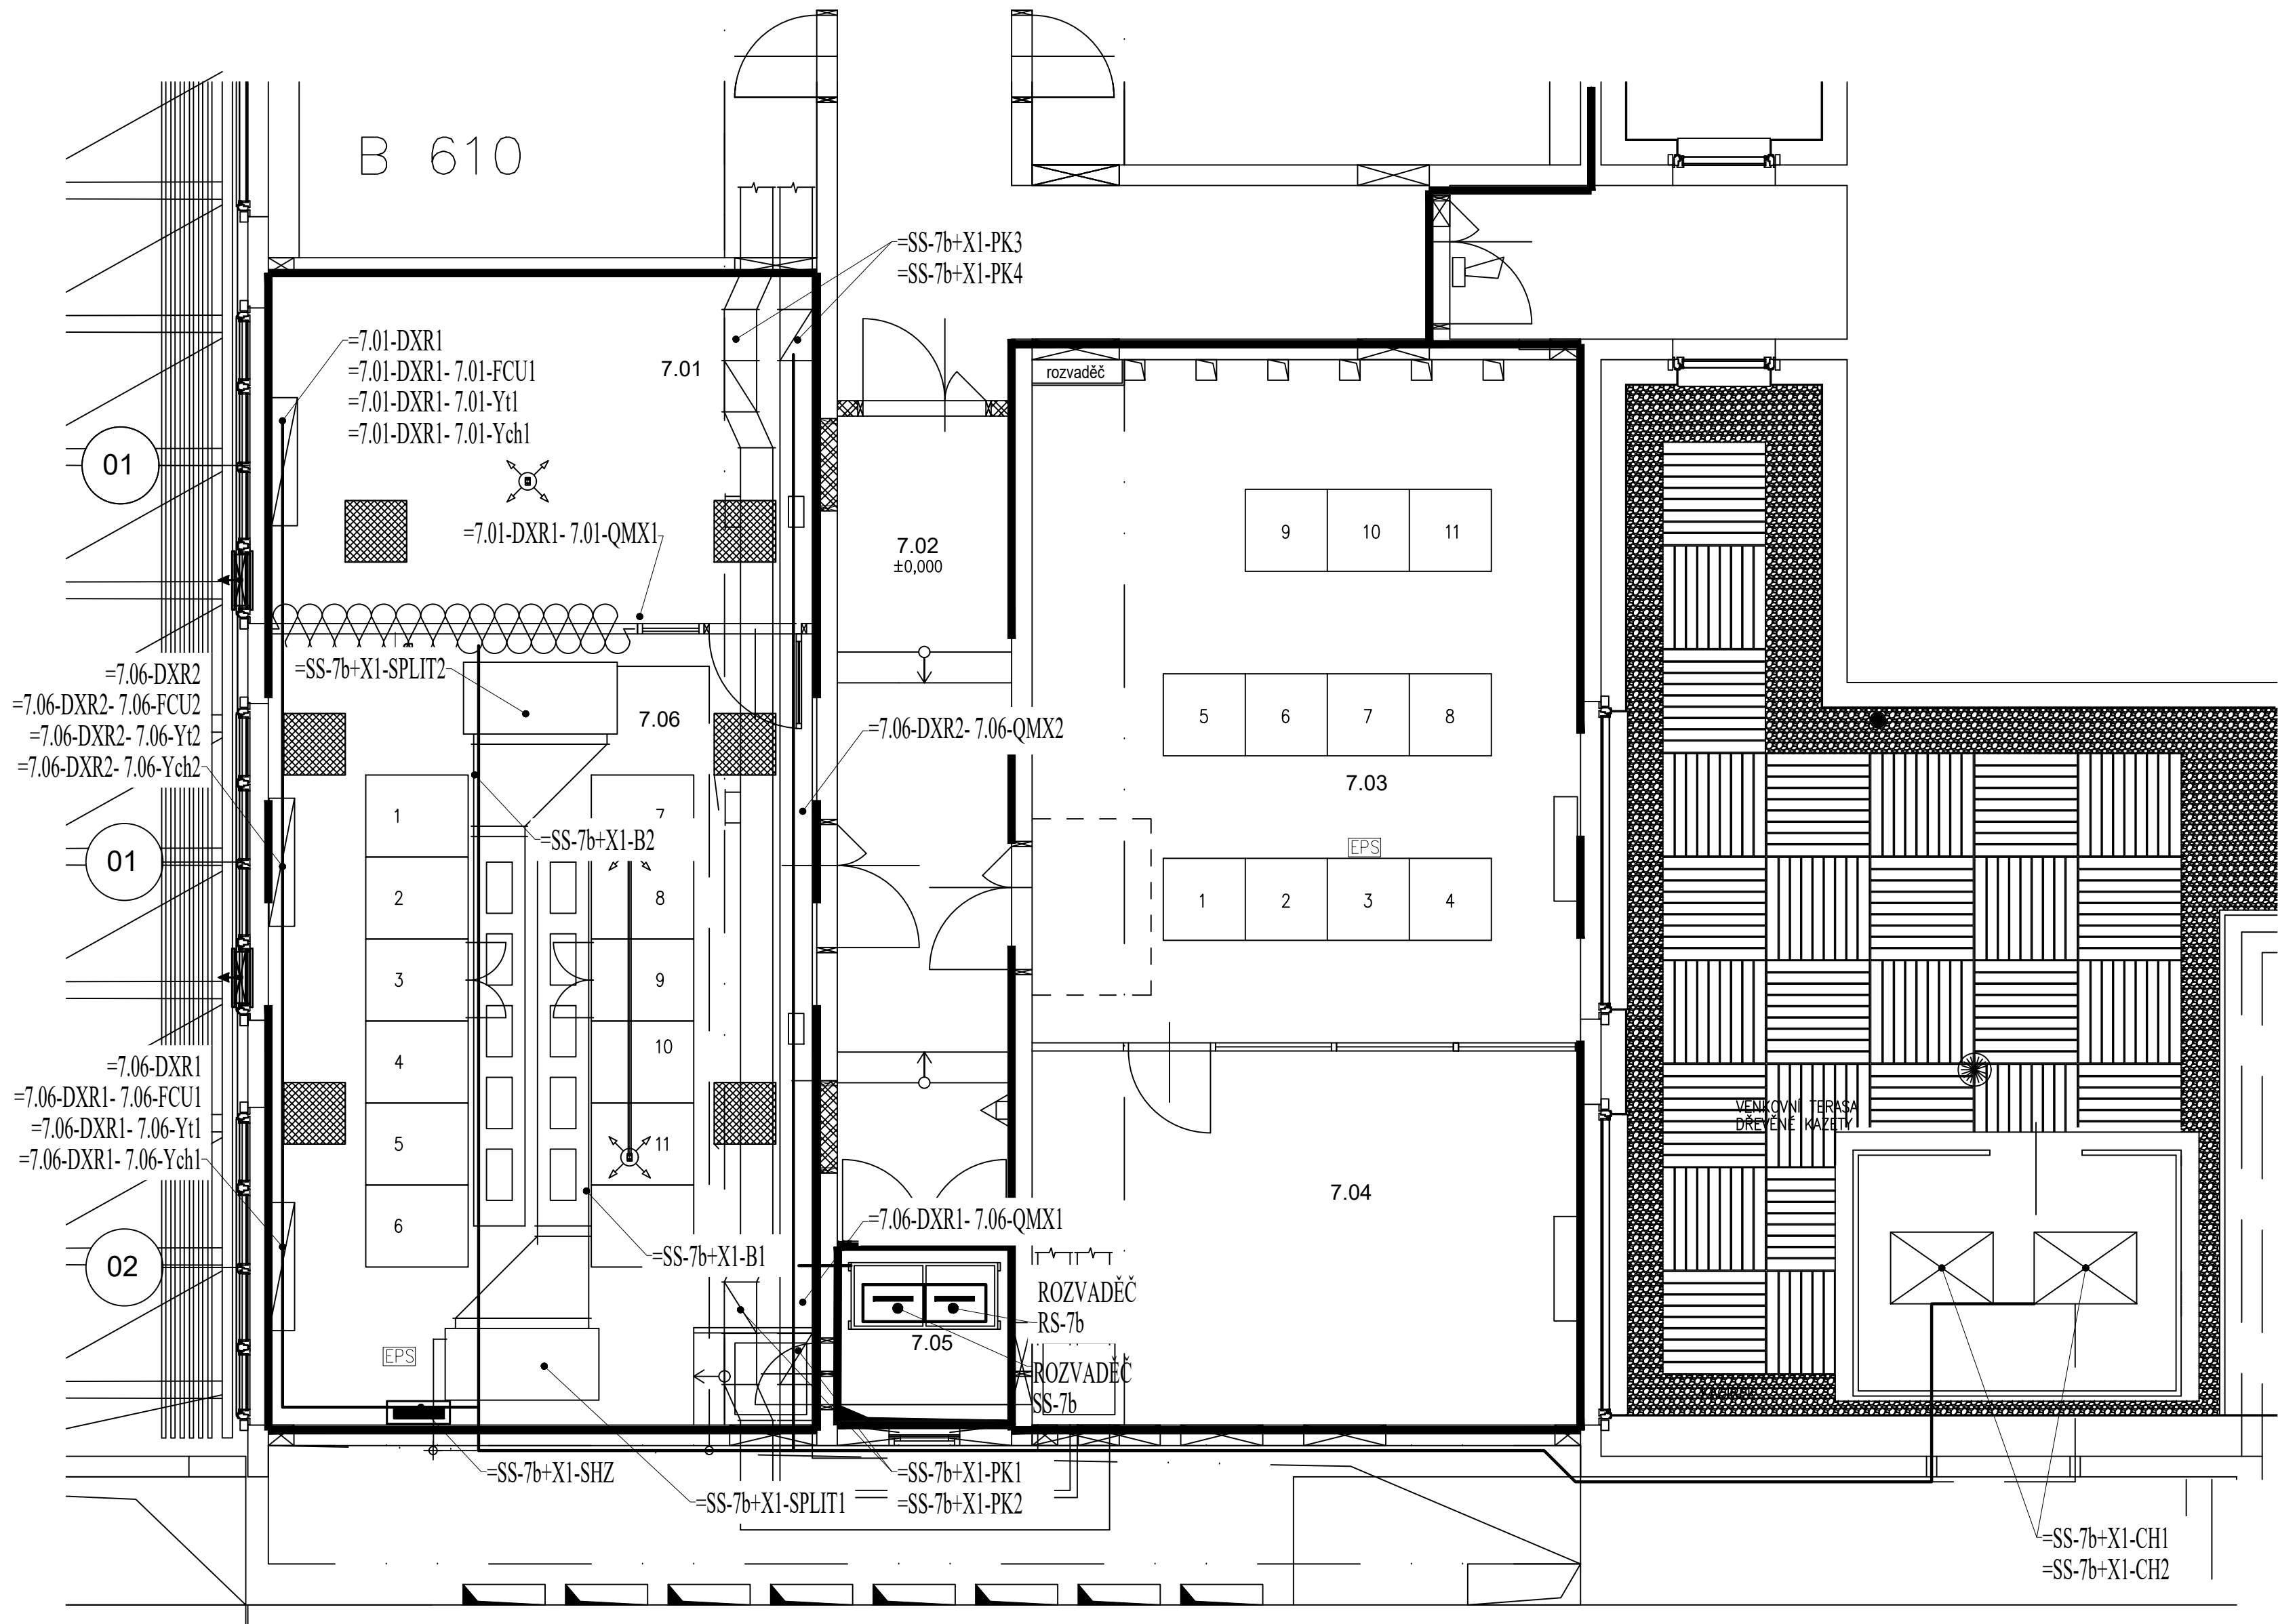 B 610
=SS-7b+X1-PK3
=SS-7b+X1-PK4
=7.01-DXR1
=7.01-DXR1- 7.01-FCU1
=7.01-DXR1- 7.01-Yt1
=7.01-DXR1- 7.01-Ych1
7.01
rozvaděč
01
=7.01-DXR1- 7.01-QMX1
7.02
±0,000
9
10
11
=7.06-DXR2
=7.06-DXR2- 7.06-FCU2
=7.06-DXR2- 7.06-Yt2
=7.06-DXR2- 7.06-Ych2
=SS-7b+X1-SPLIT2
7.06
=7.06-DXR2- 7.06-QMX2
5
6
7
8
7.03
EPS
01
1
2
3
4
5
6
7
8
9
10
11
=SS-7b+X1-B2
1
2
3
4
=7.06-DXR1
=7.06-DXR1- 7.06-FCU1
=7.06-DXR1- 7.06-Yt1
=7.06-DXR1- 7.06-Ych1
VENKOVNÍ TERASA
DŘEVĚNÉ KAZETY
7.04
=7.06-DXR1- 7.06-QMX1
=SS-7b+X1-B1
02
ROZVADĚČ
RS-7b
7.05
ROZVADĚČ
SS-7b
EPS
=SS-7b+X1-SHZ
=SS-7b+X1-SPLIT1
=SS-7b+X1-PK1
=SS-7b+X1-PK2
=SS-7b+X1-CH1
=SS-7b+X1-CH2